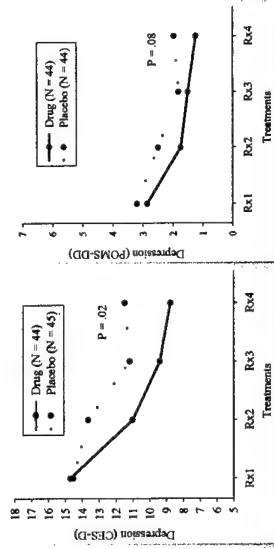 18
17
16
15
14
13
12
11
10
9
8
7
6
5
Depression (CES-D)
Drug (N = 44)
Placebo (N = 45)
P = .02
Rx1
Rx2
Rx3
Rx4
Treatments
7
6
5
4
3
2
1
0
Depression (POMS-DD)
Drug (N = 44)
Placebo (N = 44)
P = .08
Rx1
Rx2
Rx3
Rx4
Treatments